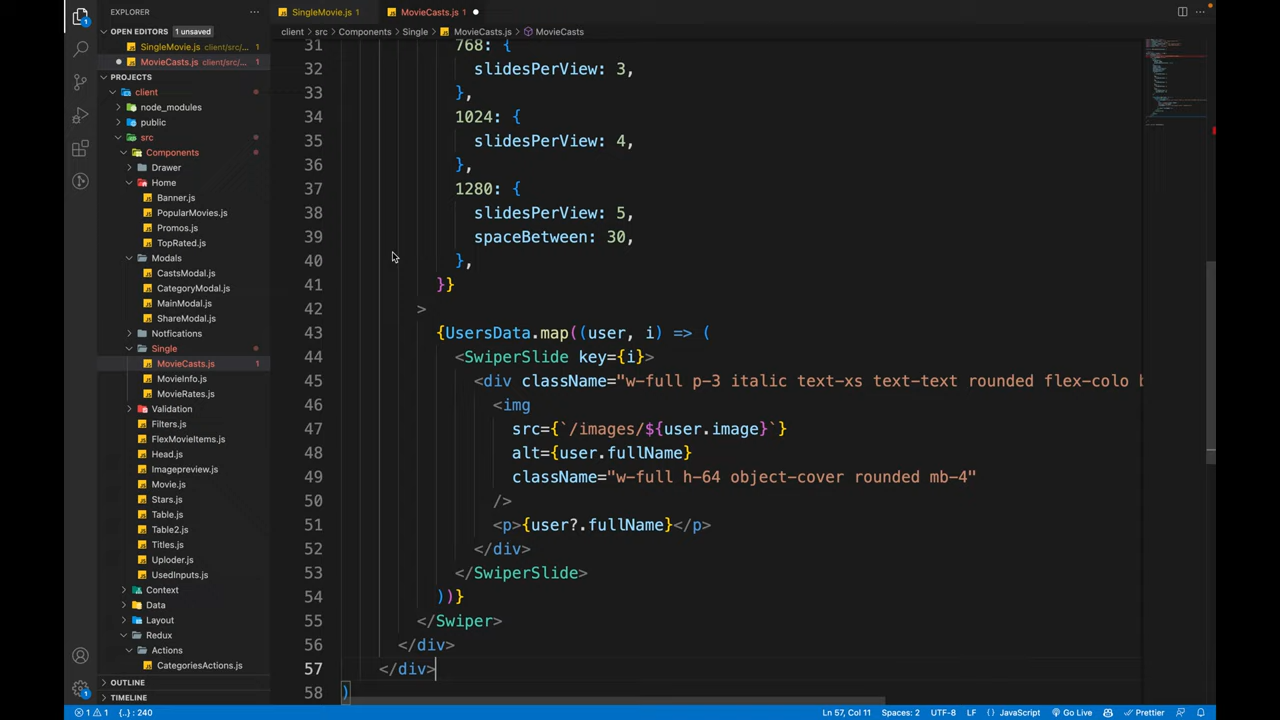 EXPLORER
OPEN EDITORS 1 unsaved
SingleMovie.js client/src/... 1
MovieCasts.js client/src/... 1
PROJECTS
client
node_modules
public
src
Components
Drawer
Home
Banner.js
PopularMovies.js
Promos.js
TopRated.js
Modals
CastsModal.js
CategoryModal.js
MainModal.js
ShareModal.js
Notfications
Single
MovieCasts.js 1
MovieInfo.js
MovieRates.js
Validation
Filters.js
FlexMovieItems.js
Head.js
Imagepreview.js
Movie.js
Stars.js
Table.js
Table2.js
Titles.js
Uploder.js
UsedInputs.js
Context
Data
Layout
Redux
Actions
CategoriesActions.js
OUTLINE
TIMELINE
SingleMovie.js 1 MovieCasts.js 1
client > src > Components > Single > MovieCasts.js > MovieCasts
31 768: {
32 slidesPerView: 3,
33 },
34 1024: {
35 slidesPerView: 4,
36 },
37 1280: {
38 slidesPerView: 5,
39 spaceBetween: 30,
40 },
41 }}
42 >
43 {UsersData.map((user, i) => (
44 <SwiperSlide key={i}>
45 <div className="w-full p-3 italic text-xs text-text rounded flex-colo b
46 <img
47 src={`/images/${user.image}`}
48 alt={user.fullName}
49 className="w-full h-64 object-cover rounded mb-4"
50 />
51 <p>{user?.fullName}</p>
52 </div>
53 </SwiperSlide>
54 ))}
55 </Swiper>
56 </div>
57 </div>
58 )
1 1 {..} : 240 Ln 57, Col 11 Spaces: 2 UTF-8 LF {} JavaScript Go Live Prettier